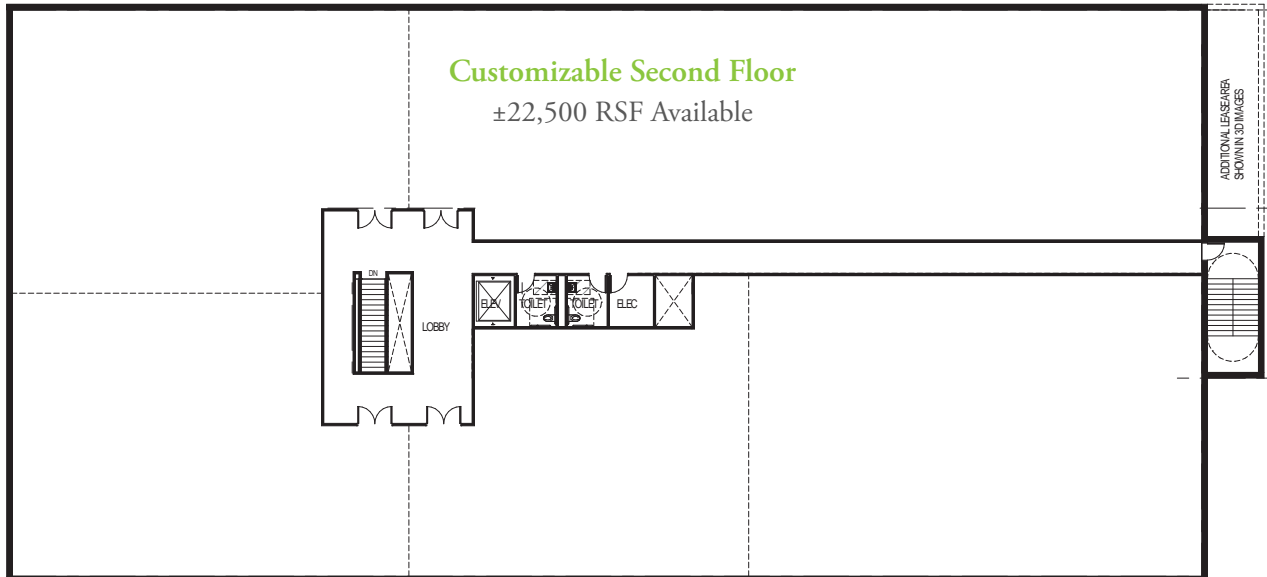 Customizable Second Floor
±22,500 RSF Available
ADDITIONAL LEASE AREA
SHOWN IN 3D IMAGES
DN
ELEV
TOILET
TOILET
ELEC
LOBBY